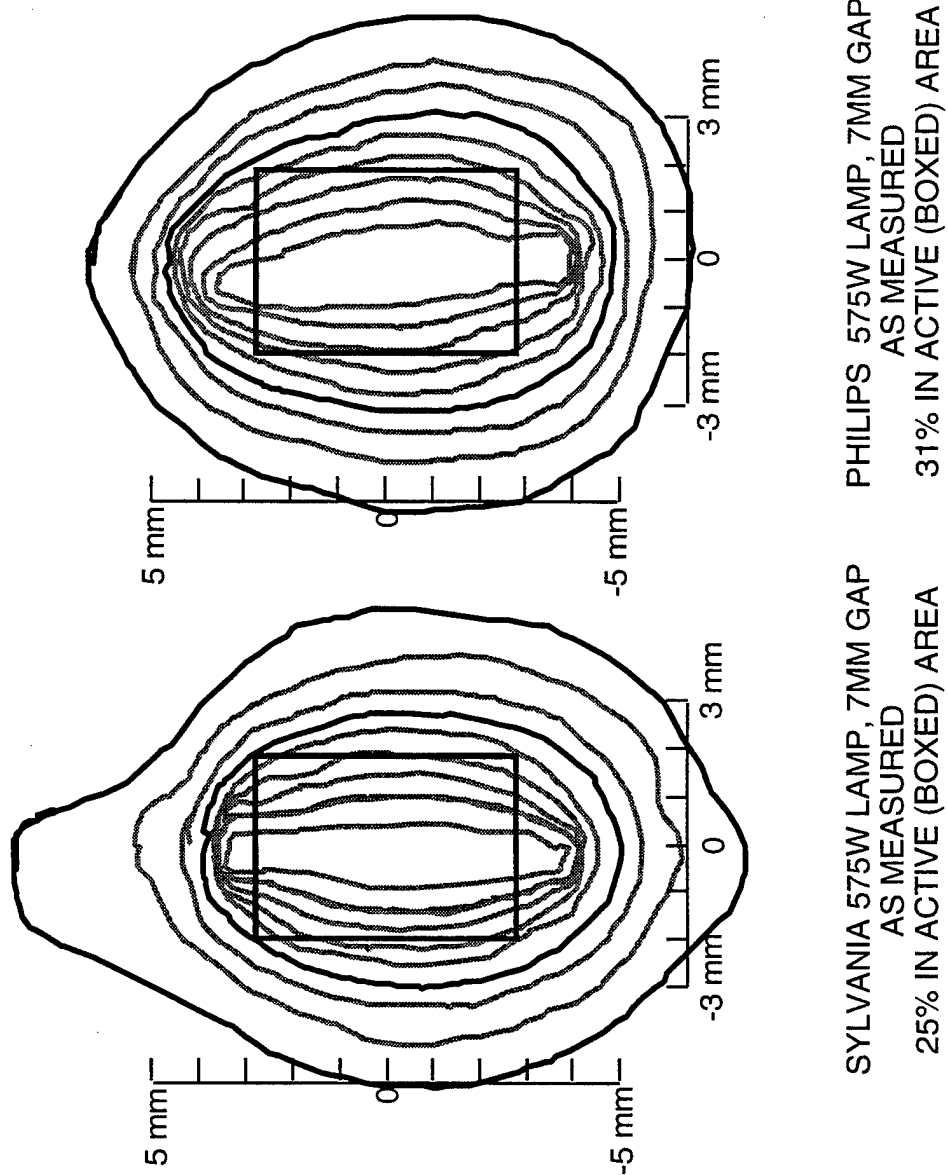 5 mm
0
-5 mm
-3 mm
0
3 mm
SYLVANIA 575W LAMP, 7MM GAP
AS MEASURED
25% IN ACTIVE (BOXED) AREA
5 mm
0
-5 mm
-3 mm
0
3 mm
PHILIPS 575W LAMP, 7MM GAP
AS MEASURED
31% IN ACTIVE (BOXED) AREA